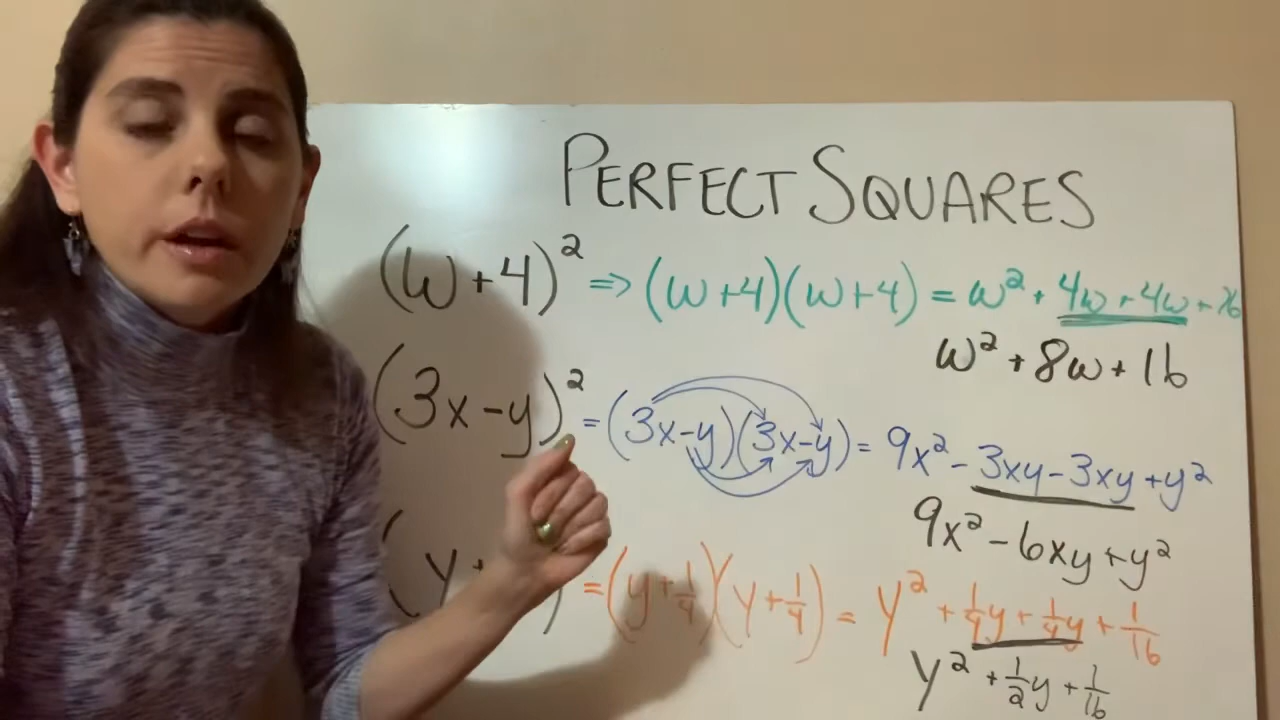 PERFECT SQUARES
(w+4)² ⇒ (w+4)(w+4) = w² + 4w + 4w + 16
w² + 8w + 16
(3x-y)² = (3x-y)(3x-y) = 9x² - 3xy - 3xy + y²
9x² - 6xy + y²
(y+ ) = (y+1/4)(y+1/4) = y² + 1/4y + 1/4y + 1/16
y² + 1/2y + 1/16